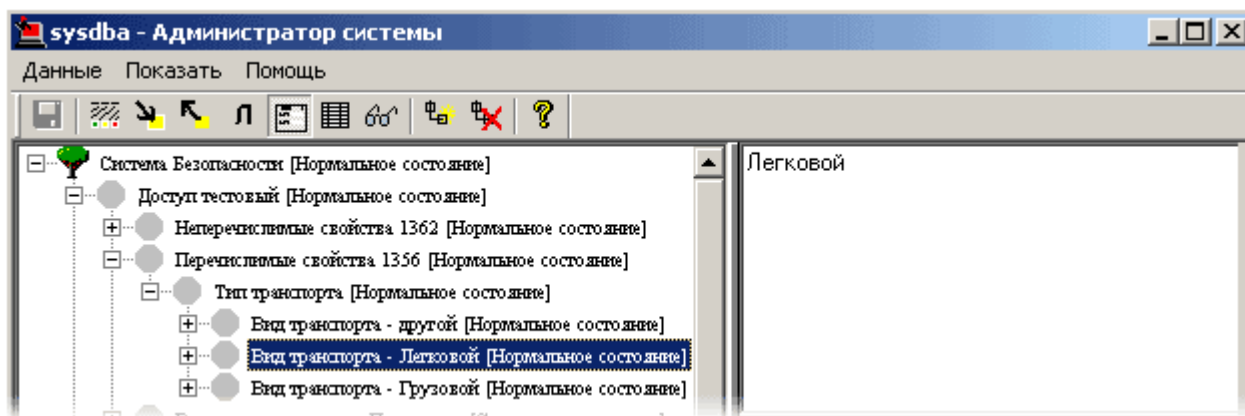 sysdba - Администратор системы
Данные Показать Помощь
Л
Система Безопасности [Нормальное состояние]
Легковой
Доступ тестовый [Нормальное состояние]
Неперечислимые свойства 1362 [Нормальное состояние]
Перечислимые свойства 1356 [Нормальное состояние]
Тип транспорта [Нормальное состояние]
Вид транспорта - другой [Нормальное состояние]
Вид транспорта - Легковой [Нормальное состояние]
Вид транспорта - Грузовой [Нормальное состояние]